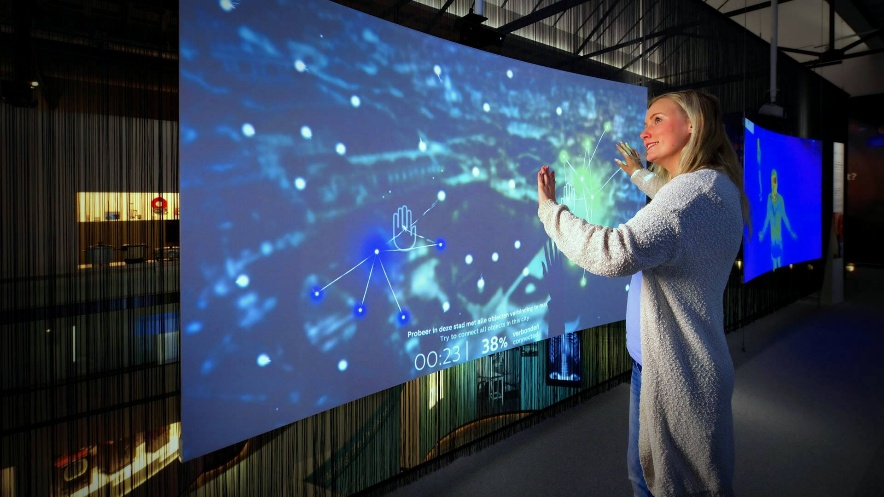 Probeer in deze stad met alle objecten verbinding te maken
Try to connect all objects in this city
00:23 | 38% Verbonden
connected
?